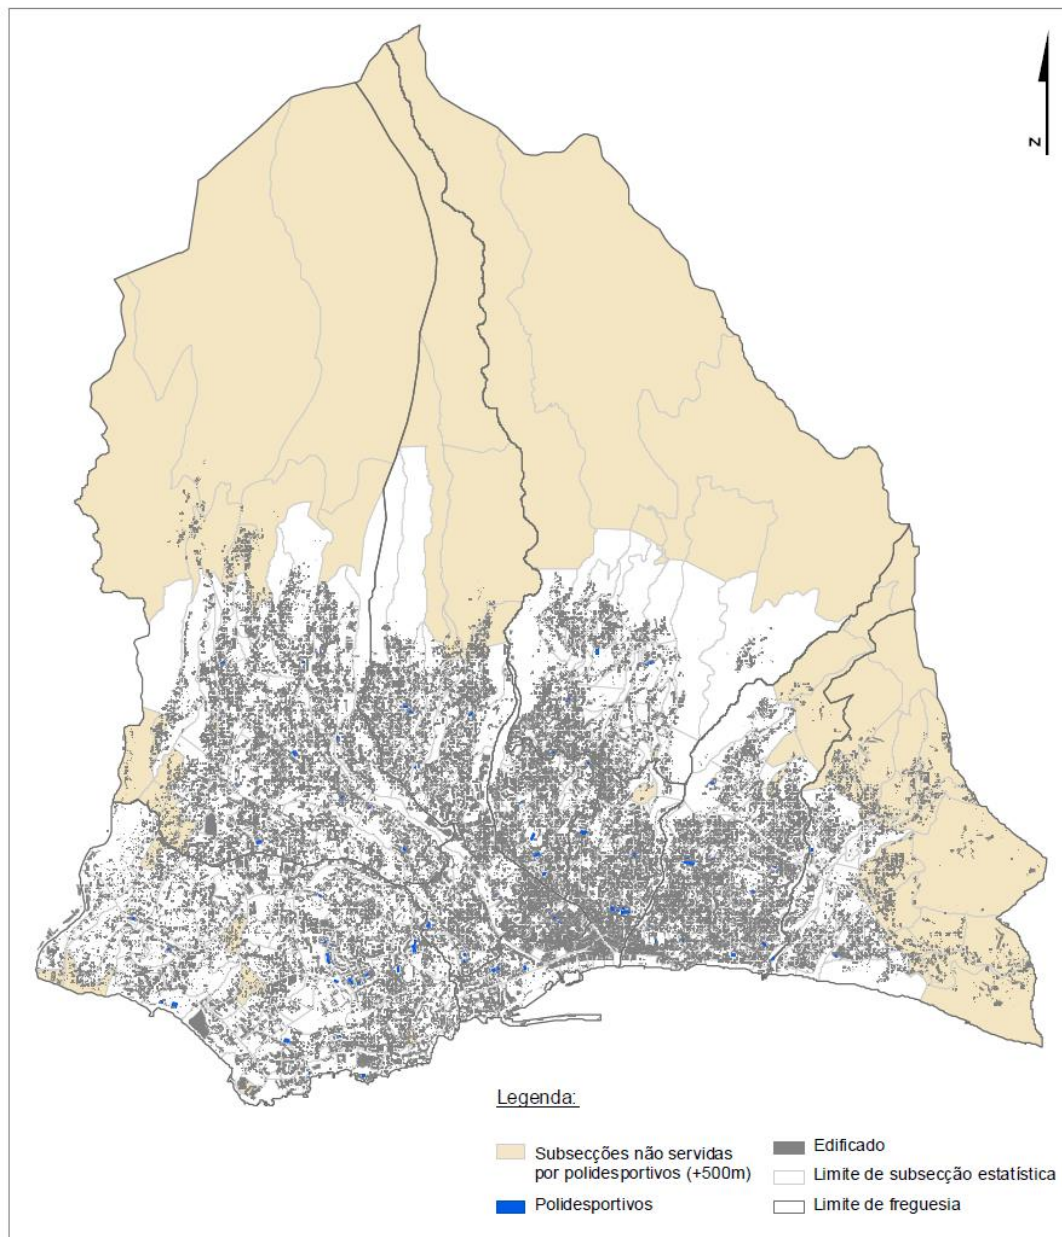 N
Legenda:
Subsecções não servidas
por polidesportivos (+500m)
Polidesportivos
Edificado
Limite de subsecção estatística
Limite de freguesia